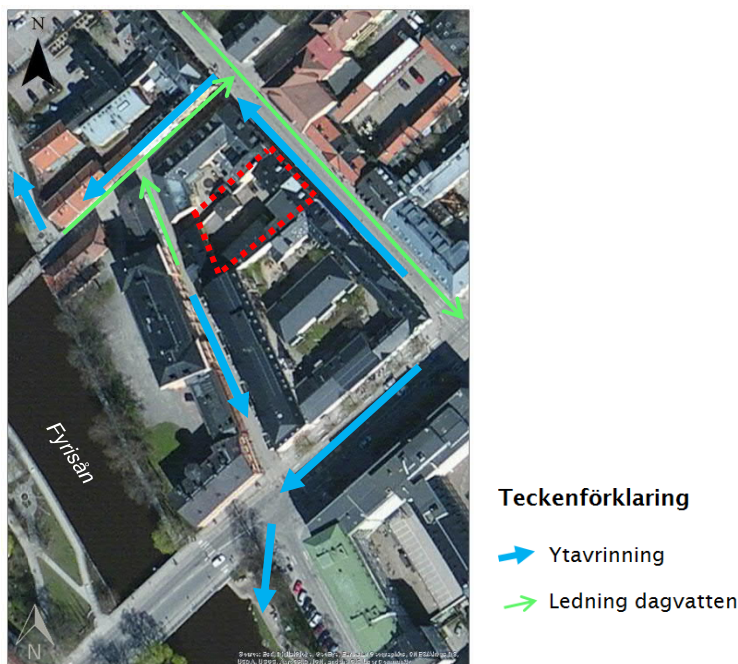 N
Fyrisån
Teckenförklaring
Ytavrinning
Ledning dagvatten
N